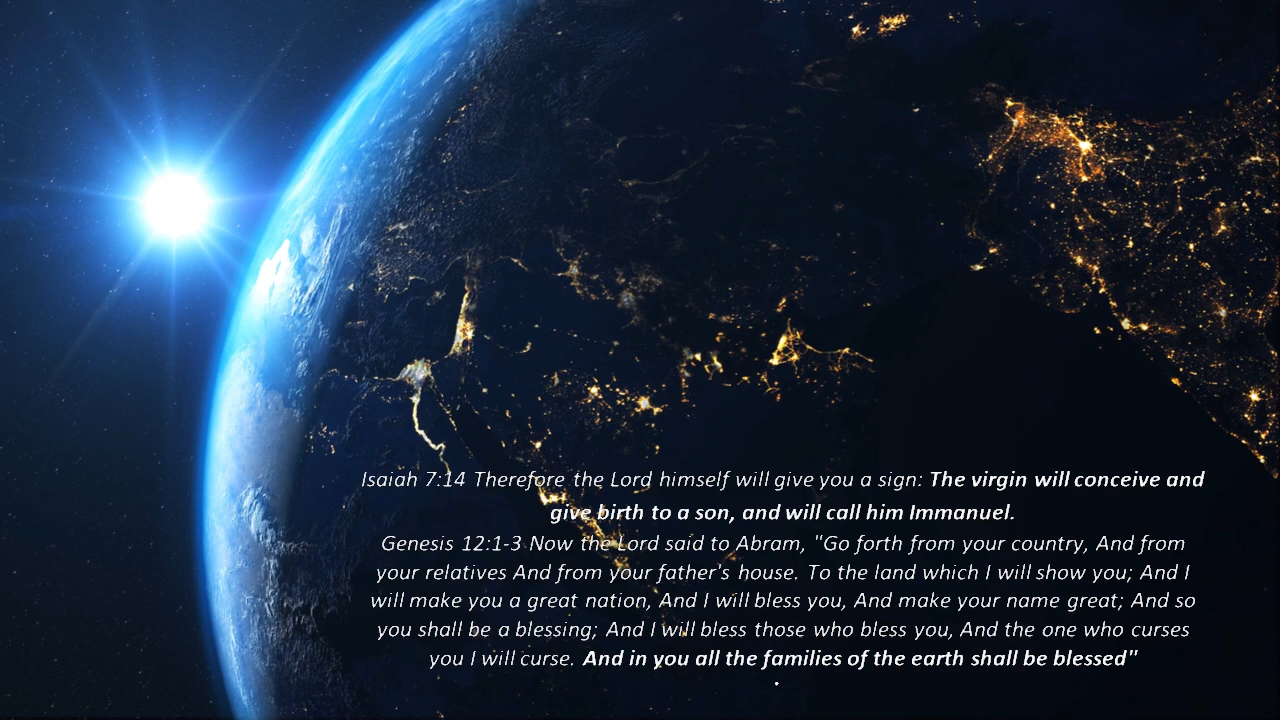 Isaiah 7:14 Therefore the Lord himself will give you a sign: The virgin will conceive and
give birth to a son, and will call him Immanuel.
Genesis 12:1-3 Now the Lord said to Abram, "Go forth from your country, And from
your relatives And from your father's house. To the land which I will show you; And I
will make you a great nation, And I will bless you, And make your name great; And so
you shall be a blessing; And I will bless those who bless you, And the one who curses
you I will curse. And in you all the families of the earth shall be blessed"
.